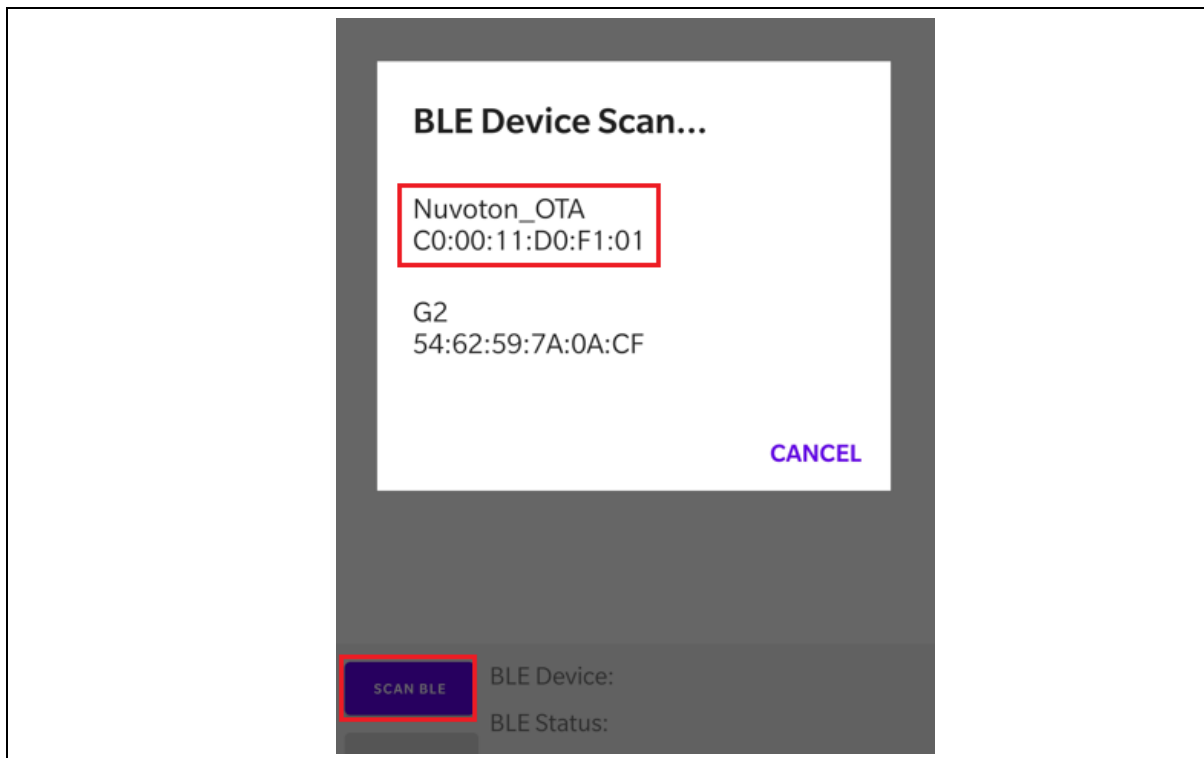 BLE Device Scan...
Nuvoton_OTA
C0:00:11:D0:F1:01
G2
54:62:59:7A:0A:CF
CANCEL
SCAN BLE
BLE Device:
BLE Status: